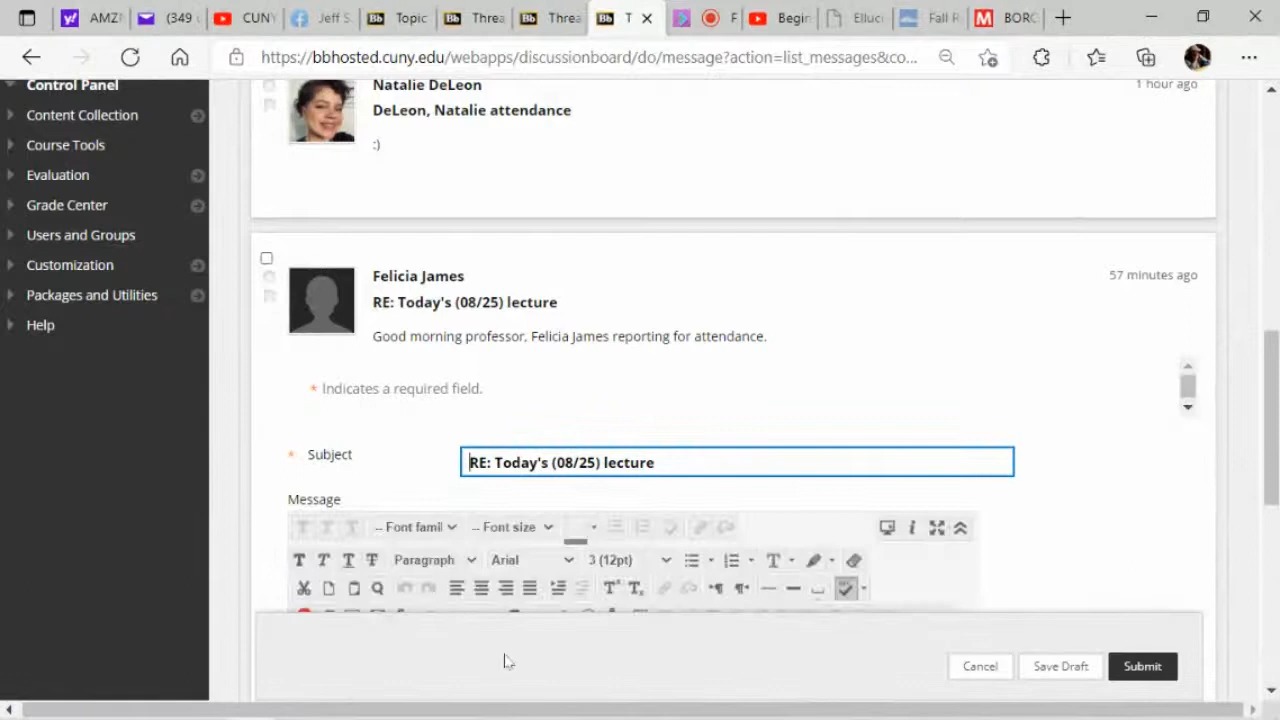 AMZ
(349
CUNY
Jeff S
Topic
Threa
Threa
T
F
Begir
Elluci
Fall R
BORC
https://bbhosted.cuny.edu/webapps/discussionboard/do/message?action=list_messages&co...
Control Panel
Content Collection
Course Tools
Evaluation
Grade Center
Users and Groups
Customization
Packages and Utilities
Help
Natalie DeLeon
1 hour ago
DeLeon, Natalie attendance
:)
Felicia James
57 minutes ago
RE: Today's (08/25) lecture
Good morning professor, Felicia James reporting for attendance.
* Indicates a required field.
* Subject
RE: Today's (08/25) lecture
Message
-- Font famil -- Font size
Paragraph Arial 3 (12pt)
Cancel Save Draft Submit